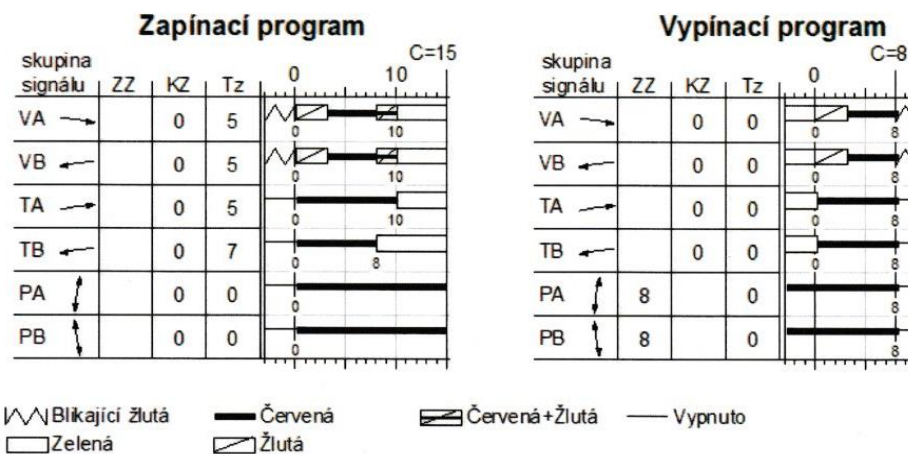 Zapínací program
C=15
skupina signálu ZZ KZ Tz 0 10
VA 0 5
0 10
VB 0 5
0 10
TA 0 5
0 10
TB 0 7
0 8
PA 0 0
0
PB 0 0
0
Vypínací program
C=8
skupina signálu ZZ KZ Tz 0
VA 0 0
0 8
VB 0 0
0 8
TA 0 0
0 8
TB 0 0
0 8
PA 8 0
8
PB 8 0
8
Blikající žlutá Červená Červená+Žlutá Vypnuto
Zelená Žlutá